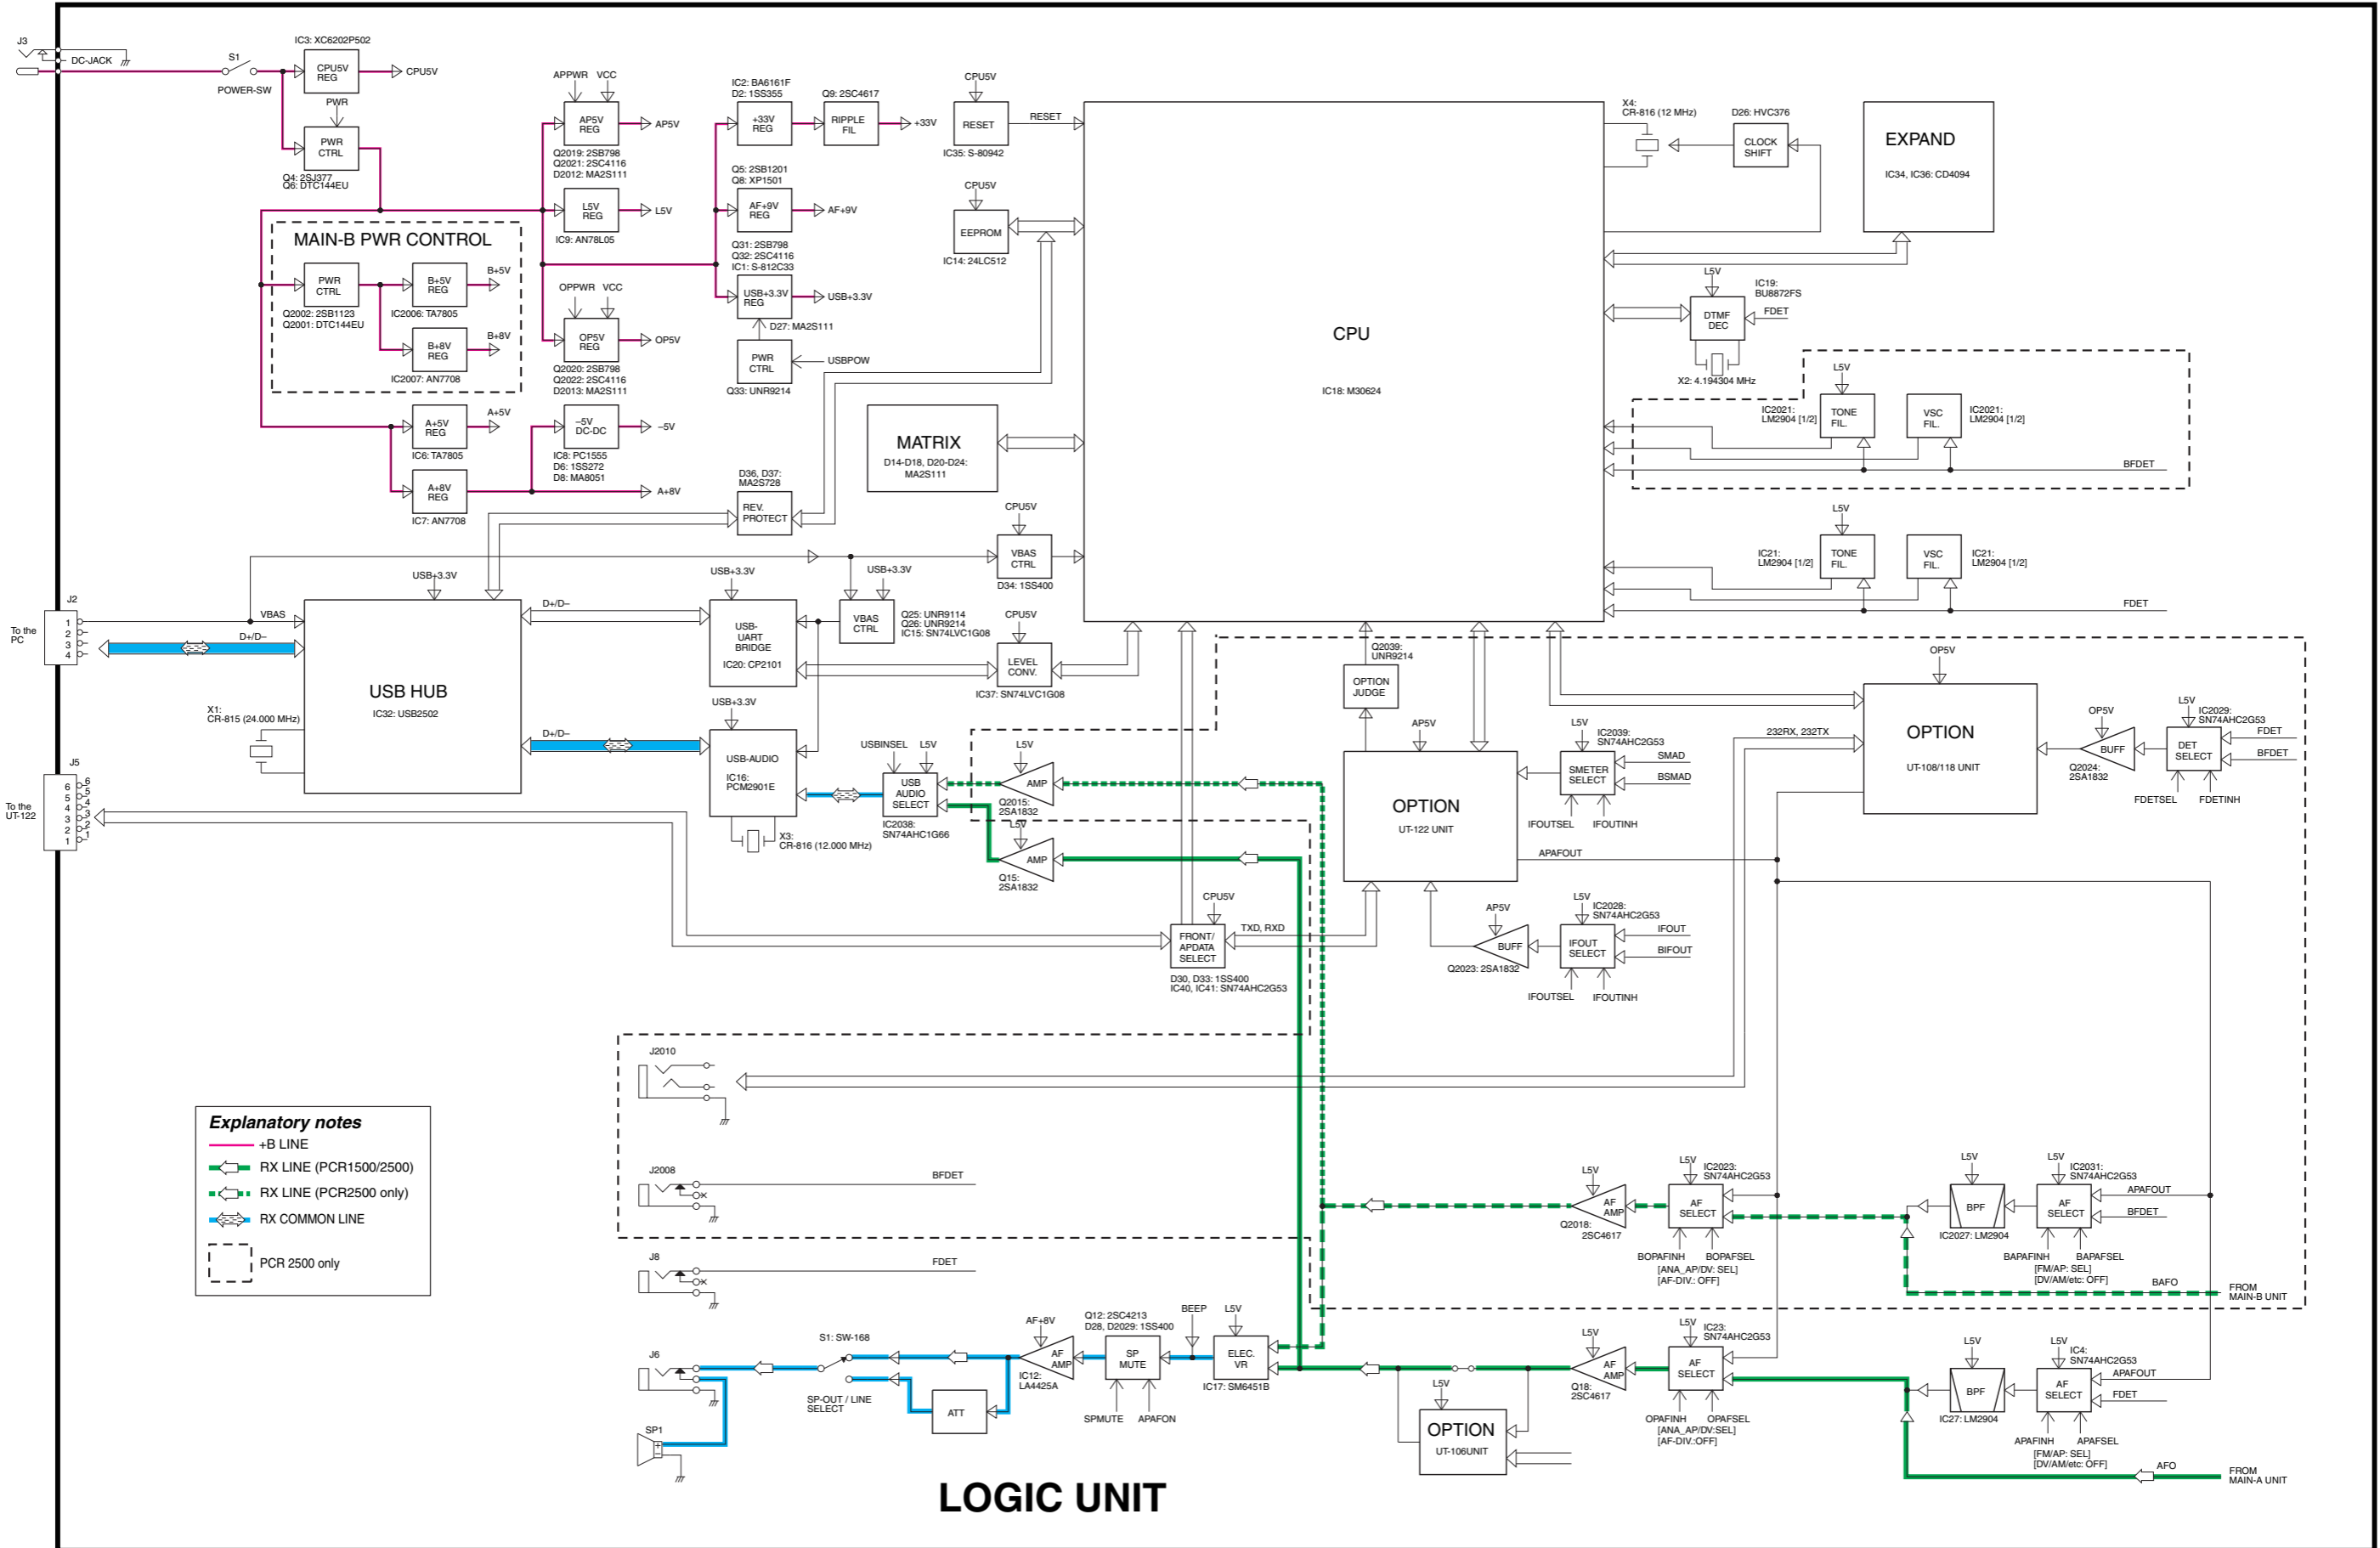 J3
DC-JACK
S1
POWER-SW
IC3: XC6202P502
CPU5V
REG
CPU5V
PWR
PWR
CTRL
Q4: 2SJ377
Q6: DTC144EU
MAIN-B PWR CONTROL
PWR
CTRL
Q2002: 2SB1123
Q2001: DTC144EU
B+5V
REG
B+5V
IC2006: TA7805
B+8V
REG
B+8V
IC2007: AN7708
A+5V
REG
A+5V
IC6: TA7805
A+8V
REG
IC7: AN7708
A+8V
APPWR VCC
AP5V
REG
AP5V
Q2019: 2SB798
Q2021: 2SC4116
D2012: MA2S111
L5V
REG
L5V
IC9: AN78L05
OPPWR VCC
OP5V
REG
OP5V
Q2020: 2SB798
Q2022: 2SC4116
D2013: MA2S111
–5V
DC-DC
–5V
IC8: PC1555
D6: 1SS272
D8: MA8051
IC2: BA6161F
D2: 1SS355
+33V
REG
Q9: 2SC4617
RIPPLE
FIL
+33V
Q5: 2SB1201
Q8: XP1501
AF+9V
REG
AF+9V
Q31: 2SB798
Q32: 2SC4116
IC1: S-812C33
USB+3.3V
REG
USB+3.3V
D27: MA2S111
PWR
CTRL
USBPOW
Q33: UNR9214
D36, D37:
MA2S728
REV.
PROTECT
CPU5V
RESET
RESET
IC35: S-80942
CPU5V
EEPROM
IC14: 24LC512
MATRIX
D14-D18, D20-D24:
MA2S111
CPU5V
VBAS
CTRL
D34: 1SS400
CPU
IC18: M30624
X4:
CR-816 (12 MHz)
D26: HVC376
CLOCK
SHIFT
EXPAND
IC34, IC36: CD4094
L5V
IC19:
BU8872FS
DTMF
DEC
FDET
X2: 4.194304 MHz
L5V
IC2021:
LM2904 [1/2]
TONE
FIL.
VSC
FIL.
IC2021:
LM2904 [1/2]
BFDET
L5V
IC21:
LM2904 [1/2]
TONE
FIL.
VSC
FIL.
IC21:
LM2904 [1/2]
FDET
J2
To the
PC
1
2
3
4
VBAS
D+/D–
USB+3.3V
USB HUB
IC32: USB2502
X1:
CR-815 (24.000 MHz)
J5
To the
UT-122
6
5
4
3
2
1
6
5
4
3
2
1
D+/D–
USB+3.3V
USB-
UART
BRIDGE
IC20: CP2101
USB+3.3V
VBAS
CTRL
Q25: UNR9114
Q26: UNR9214
IC15: SN74LVC1G08
CPU5V
LEVEL
CONV.
IC37: SN74LVC1G08
D+/D–
USB+3.3V
USB-AUDIO
IC16:
PCM2901E
X3:
CR-816 (12.000 MHz)
USBINSEL L5V
USB
AUDIO
SELECT
IC2038:
SN74AHC1G66
L5V
AMP
Q2015:
2SA1832
L5V
AMP
Q15:
2SA1832
CPU5V
FRONT/
APDATA
SELECT
TXD, RXD
D30, D33: 1SS400
IC40, IC41: SN74AHC2G53
Q2039:
UNR9214
OPTION
JUDGE
AP5V
OPTION
UT-122 UNIT
APAFOUT
L5V
IC2039:
SN74AHC2G53
SMETER
SELECT
SMAD
BSMAD
IFOUTSEL IFOUTINH
AP5V
BUFF
Q2023: 2SA1832
L5V
IC2028:
SN74AHC2G53
IFOUT
SELECT
IFOUT
BIFOUT
IFOUTSEL IFOUTINH
232RX, 232TX
OP5V
OPTION
UT-108/118 UNIT
OP5V
BUFF
Q2024:
2SA1832
L5V
IC2029:
SN74AHC2G53
DET
SELECT
FDET
BFDET
FDETSEL FDETINH
J2010
J2008
BFDET
J8
FDET
J6
SP1
Explanatory notes
+B LINE
RX LINE (PCR1500/2500)
RX LINE (PCR2500 only)
RX COMMON LINE
PCR 2500 only
S1: SW-168
SP-OUT / LINE
SELECT
ATT
AF+8V
AF
AMP
IC12:
LA4425A
Q12: 2SC4213
D28, D2029: 1SS400
SP
MUTE
SPMUTE APAFON
BEEP
L5V
ELEC.
VR
IC17: SM6451B
L5V
OPTION
UT-106UNIT
L5V
AF
AMP
Q2018:
2SC4617
L5V
IC2023:
SN74AHC2G53
AF
SELECT
BOPAFINH BOPAFSEL
[ANA_AP/DV: SEL]
[AF-DIV.: OFF]
L5V
BPF
IC2027: LM2904
L5V
IC2031:
SN74AHC2G53
AF
SELECT
APAFOUT
BFDET
BAPAFINH BAPAFSEL
[FM/AP: SEL]
[DV/AM/etc: OFF]
BAFO
FROM
MAIN-B UNIT
L5V
AF
AMP
Q18:
2SC4617
L5V
IC23:
SN74AHC2G53
AF
SELECT
OPAFINH OPAFSEL
[ANA_AP/DV:SEL]
[AF-DIV.:OFF]
L5V
BPF
IC27: LM2904
L5V
IC4:
SN74AHC2G53
AF
SELECT
APAFOUT
FDET
APAFINH APAFSEL
[FM/AP: SEL]
[DV/AM/etc: OFF]
AFO
FROM
MAIN-A UNIT
LOGIC UNIT